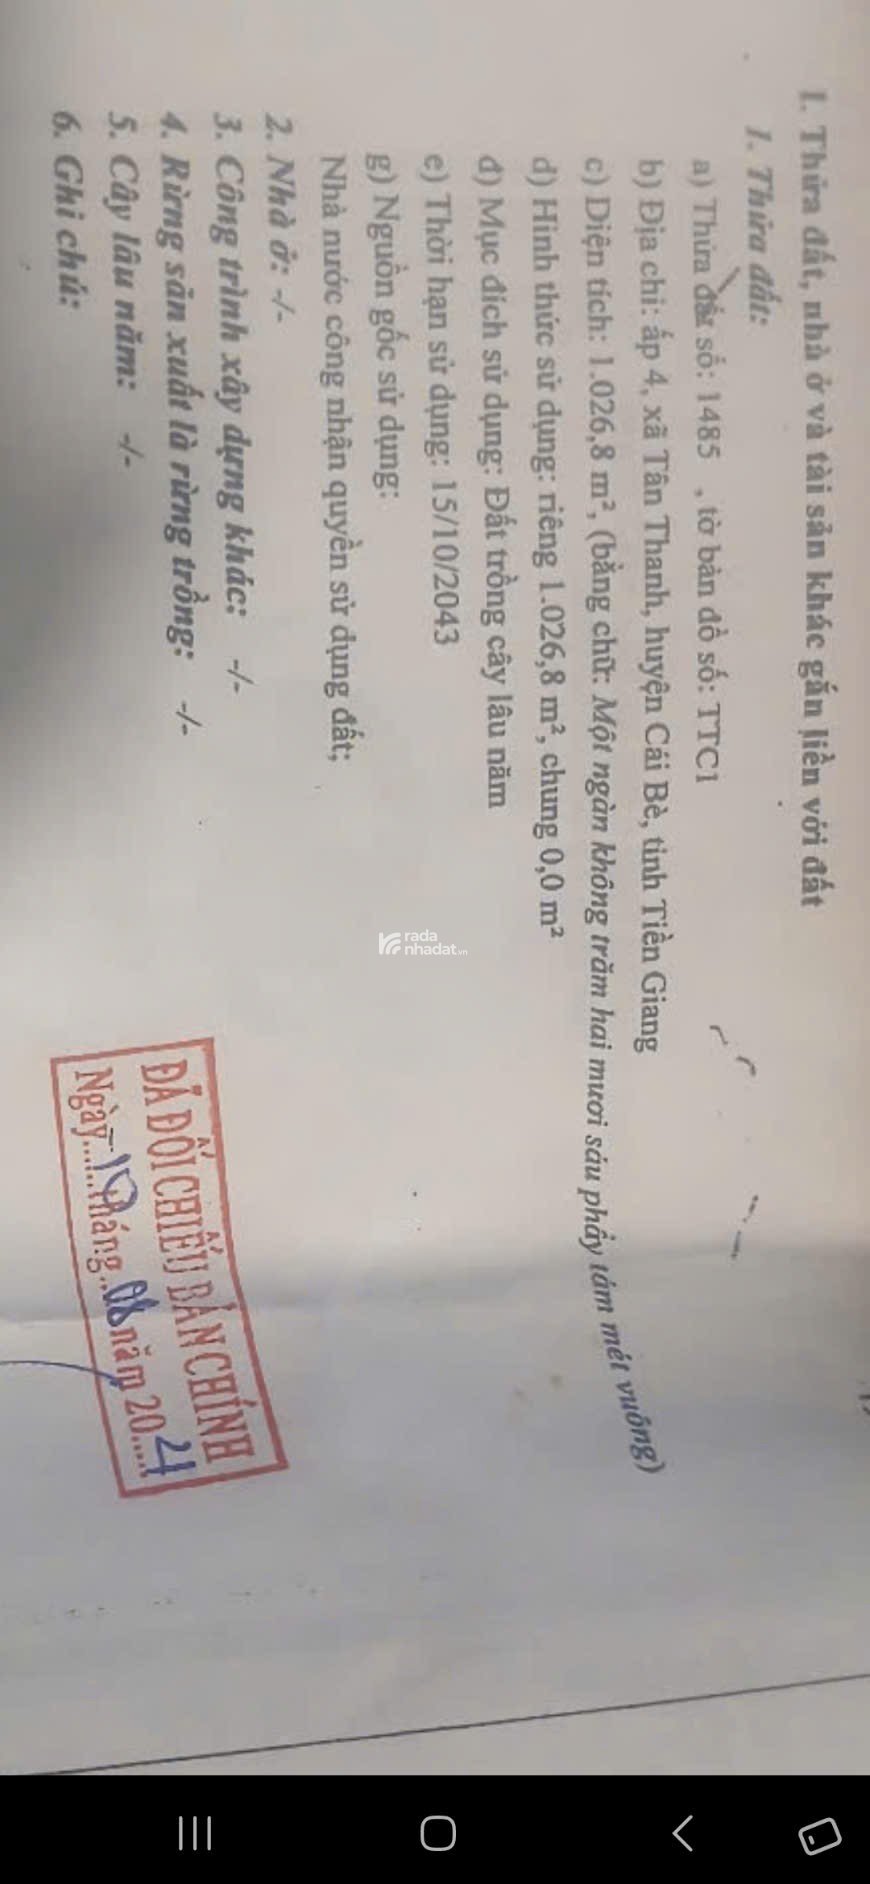 I. Thửa đất, nhà ở và tài sản khác gắn liền với đất
1. Thửa đất:
a) Thửa đất số: 1485 , tờ bản đồ số: TTC1
b) Địa chỉ: ấp 4, xã Tân Thanh, huyện Cái Bè, tỉnh Tiền Giang
c) Diện tích: 1.026,8 m², (bằng chữ: Một ngàn không trăm hai mươi sáu phẩy tám mét vuông)
d) Hình thức sử dụng: riêng 1.026,8 m², chung 0,0 m²
đ) Mục đích sử dụng: Đất trồng cây lâu năm
e) Thời hạn sử dụng: 15/10/2043
g) Nguồn gốc sử dụng:
Nhà nước công nhận quyền sử dụng đất;
2. Nhà ở: -/-
3. Công trình xây dựng khác: -/-
4. Rừng sản xuất là rừng trồng: -/-
5. Cây lâu năm: -/-
6. Ghi chú:
rada
nhadat.vn
ĐÃ ĐỐI CHIẾU BẢN CHÍNH
Ngày......tháng..08 năm 20.....